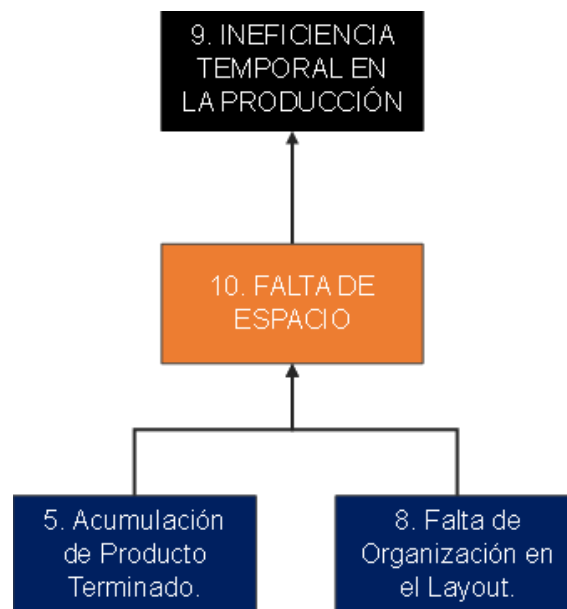 9. INEFICIENCIA
TEMPORAL EN
LA PRODUCCIÓN
10. FALTA DE
ESPACIO
5. Acumulación
de Producto
Terminado.
8. Falta de
Organización en
el Layout.